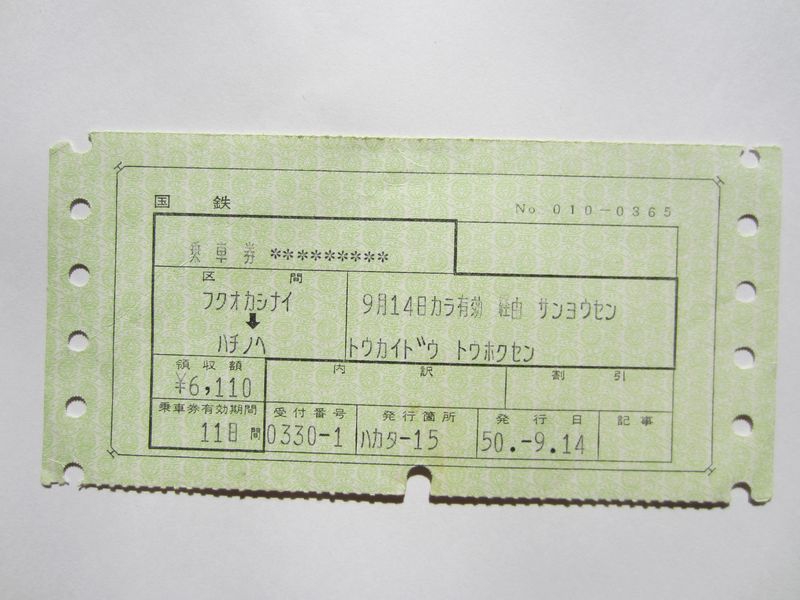 国鉄
No. 010-0365
乗車券 *********
区間
フクオカシナイ
↓
ハチノヘ
9月14日カラ有効 経由 サンヨウセン
トウカイドウ トウホクセン
領収額
¥6,110
内訳
割引
乗車券有効期間
11日間
受付番号
0330-1
発行箇所
ハカタ-15
発行日
50.-9.14
記事